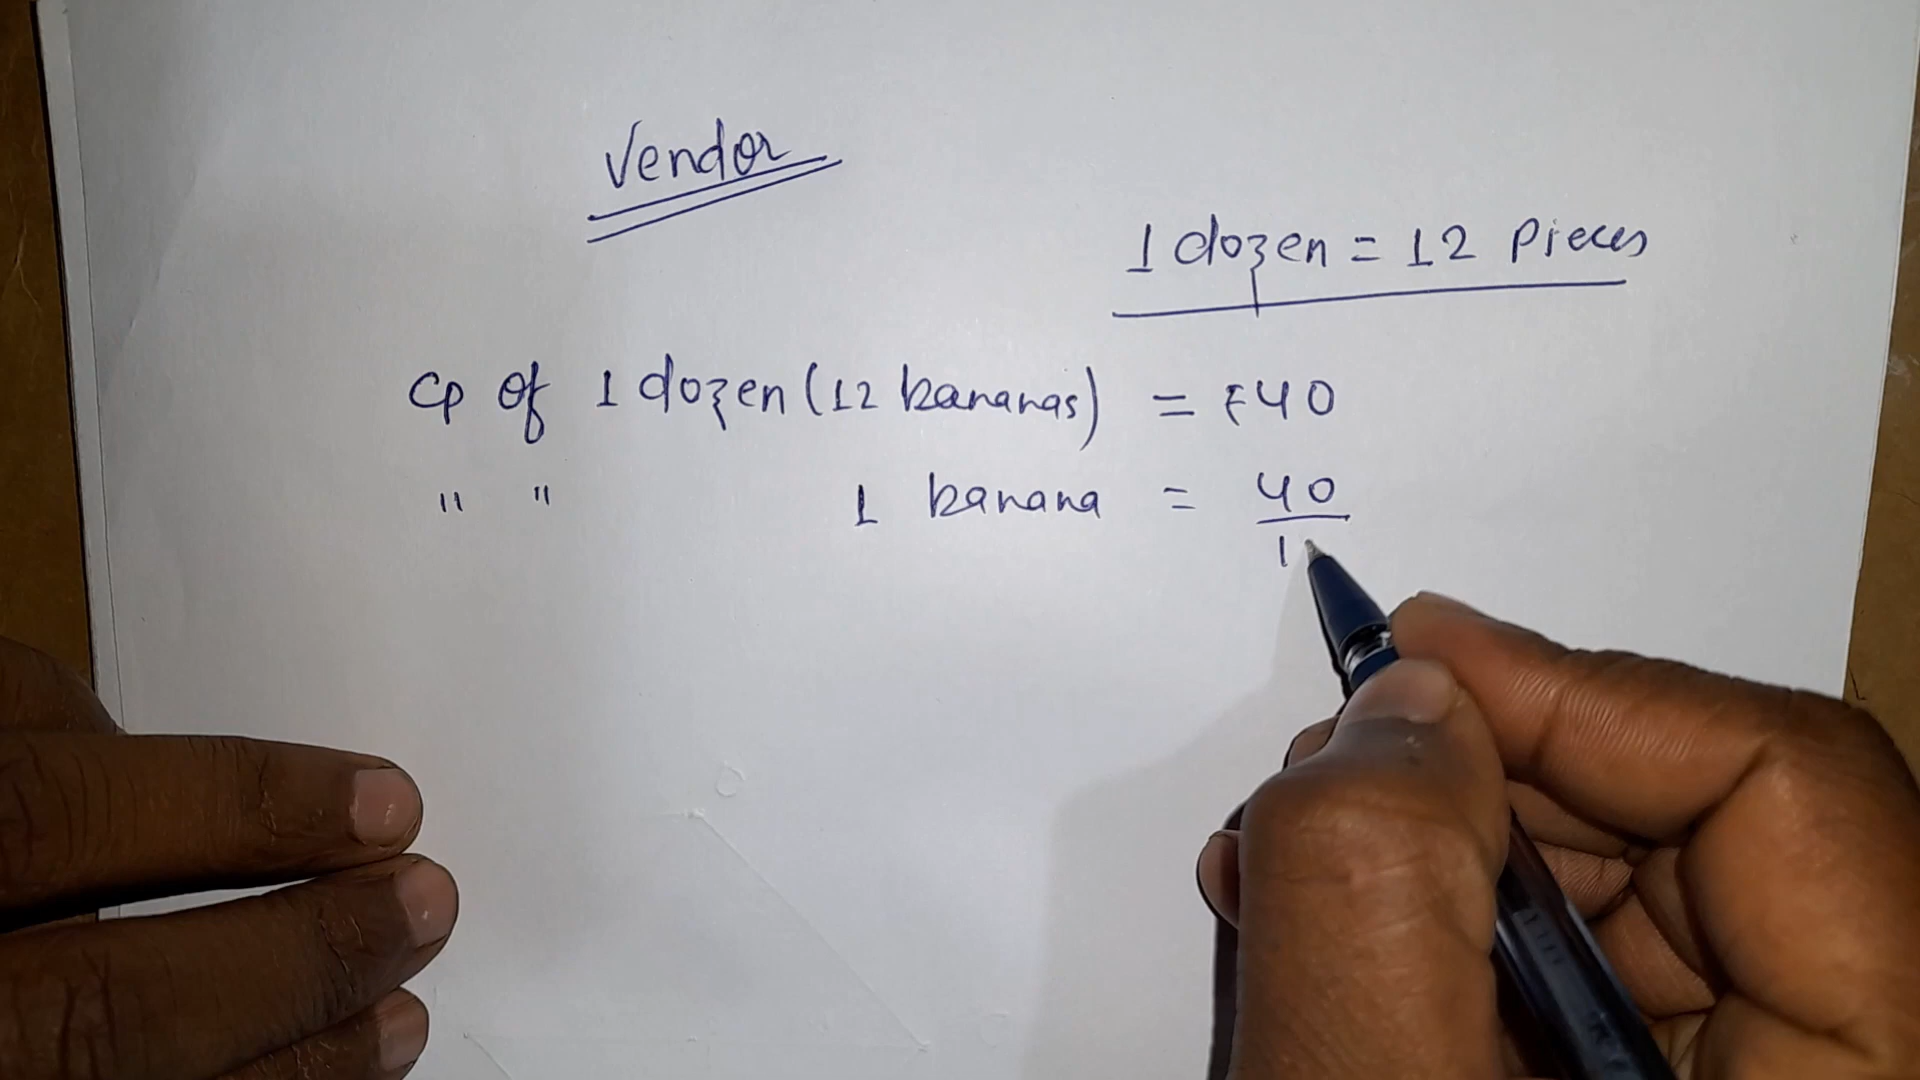 Vendor
1 dozen = 12 Pieces
CP of 1 dozen (12 bananas) = ₹40
" " 1 banana = 40
1